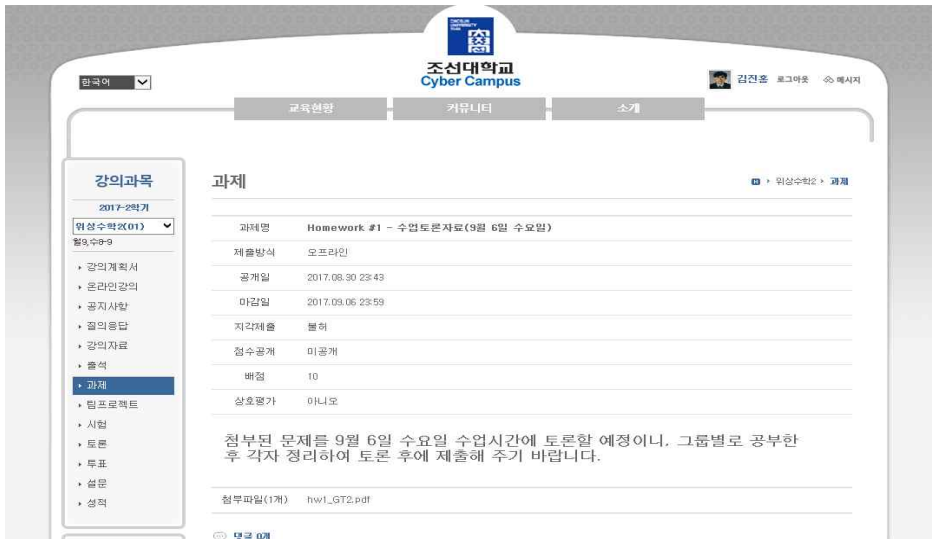 조선대학교
Cyber Campus
한국어
김진홍 로그아웃 메시지
교육현황 커뮤니티 소개
강의과목
2017-2학기
위상수학2(01)
월9,수8-9
강의계획서
온라인강의
공지사항
질의응답
강의자료
출석
과제
팀프로젝트
시험
토론
투표
설문
성적
과제
위상수학2 › 과제
과제명 Homework #1 - 수업토론자료(9월 6일 수요일)
제출방식 오프라인
공개일 2017.08.30 23:43
마감일 2017.09.06 23:59
지각제출 불허
점수공개 미공개
배점 10
상호평가 아니오
첨부된 문제를 9월 6일 수요일 수업시간에 토론할 예정이니, 그룹별로 공부한
후 각자 정리하여 토론 후에 제출해 주기 바랍니다.
첨부파일(1개) hw1_GT2.pdf
댓글 0개